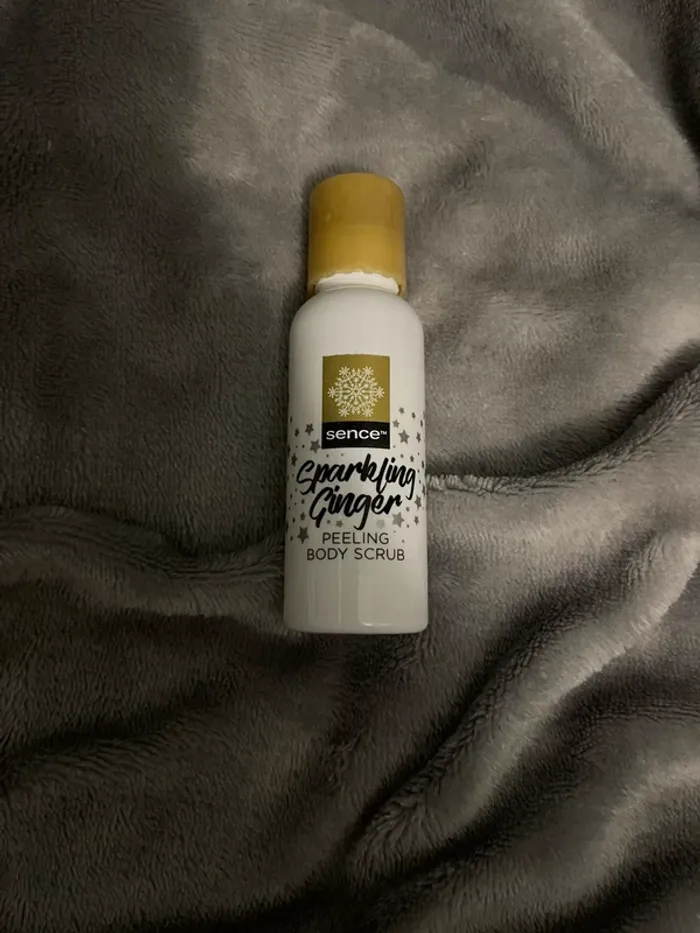 sence™
Sparkling
Ginger
PEELING
BODY SCRUB